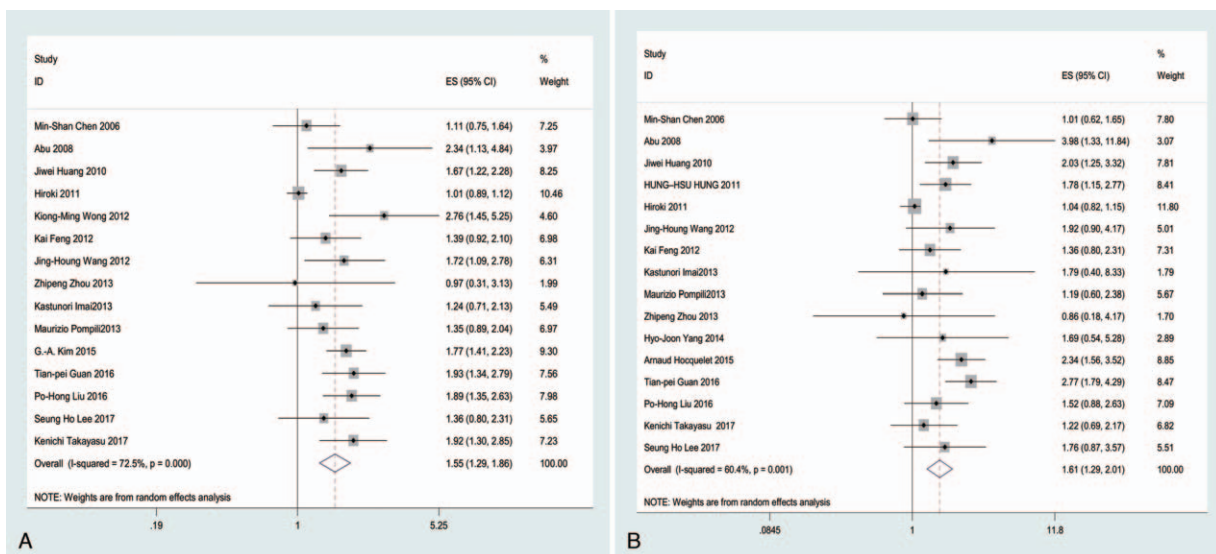 Study %
ID ES (95% CI) Weight
Min-Shan Chen 2006 1.11 (0.75, 1.64) 7.25
Abu 2008 2.34 (1.13, 4.84) 3.97
Jiwei Huang 2010 1.67 (1.22, 2.28) 8.25
Hiroki 2011 1.01 (0.89, 1.12) 10.46
Kiong-Ming Wong 2012 2.76 (1.45, 5.25) 4.60
Kai Feng 2012 1.39 (0.92, 2.10) 6.98
Jing-Houng Wang 2012 1.72 (1.09, 2.78) 6.31
Zhipeng Zhou 2013 0.97 (0.31, 3.13) 1.99
Kastunori Imai2013 1.24 (0.71, 2.13) 5.49
Maurizio Pompili2013 1.35 (0.89, 2.04) 6.97
G.-A. Kim 2015 1.77 (1.41, 2.23) 9.30
Tian-pei Guan 2016 1.93 (1.34, 2.79) 7.56
Po-Hong Liu 2016 1.89 (1.35, 2.63) 7.98
Seung Ho Lee 2017 1.36 (0.80, 2.31) 5.65
Kenichi Takayasu 2017 1.92 (1.30, 2.85) 7.23
Overall (I-squared = 72.5%, p = 0.000) 1.55 (1.29, 1.86) 100.00
NOTE: Weights are from random effects analysis
.19 1 5.25
A
Study %
ID ES (95% CI) Weight
Min-Shan Chen 2006 1.01 (0.62, 1.65) 7.80
Abu 2008 3.98 (1.33, 11.84) 3.07
Jiwei Huang 2010 2.03 (1.25, 3.32) 7.81
HUNG–HSU HUNG 2011 1.78 (1.15, 2.77) 8.41
Hiroki 2011 1.04 (0.82, 1.15) 11.80
Jing-Houng Wang 2012 1.92 (0.90, 4.17) 5.01
Kai Feng 2012 1.36 (0.80, 2.31) 7.31
Kastunori Imai2013 1.79 (0.40, 8.33) 1.79
Maurizio Pompili2013 1.19 (0.60, 2.38) 5.67
Zhipeng Zhou 2013 0.86 (0.18, 4.17) 1.70
Hyo-Joon Yang 2014 1.69 (0.54, 5.28) 2.89
Arnaud Hocquelet 2015 2.34 (1.56, 3.52) 8.85
Tian-pei Guan 2016 2.77 (1.79, 4.29) 8.47
Po-Hong Liu 2016 1.52 (0.88, 2.63) 7.09
Kenichi Takayasu 2017 1.22 (0.69, 2.17) 6.82
Seung Ho Lee 2017 1.76 (0.87, 3.57) 5.51
Overall (I-squared = 60.4%, p = 0.001) 1.61 (1.29, 2.01) 100.00
NOTE: Weights are from random effects analysis
.0845 1 11.8
B